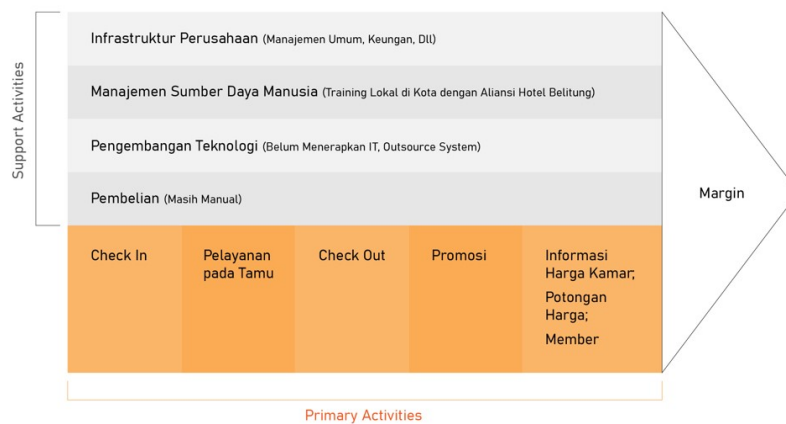 Support Activities
Infrastruktur Perusahaan (Manajemen Umum, Keungan, Dll)
Manajemen Sumber Daya Manusia (Training Lokal di Kota dengan Aliansi Hotel Belitung)
Pengembangan Teknologi (Belum Menerapkan IT, Outsource System)
Pembelian (Masih Manual)
Margin
Check In
Pelayanan
pada Tamu
Check Out
Promosi
Informasi
Harga Kamar;
Potongan
Harga;
Member
Primary Activities